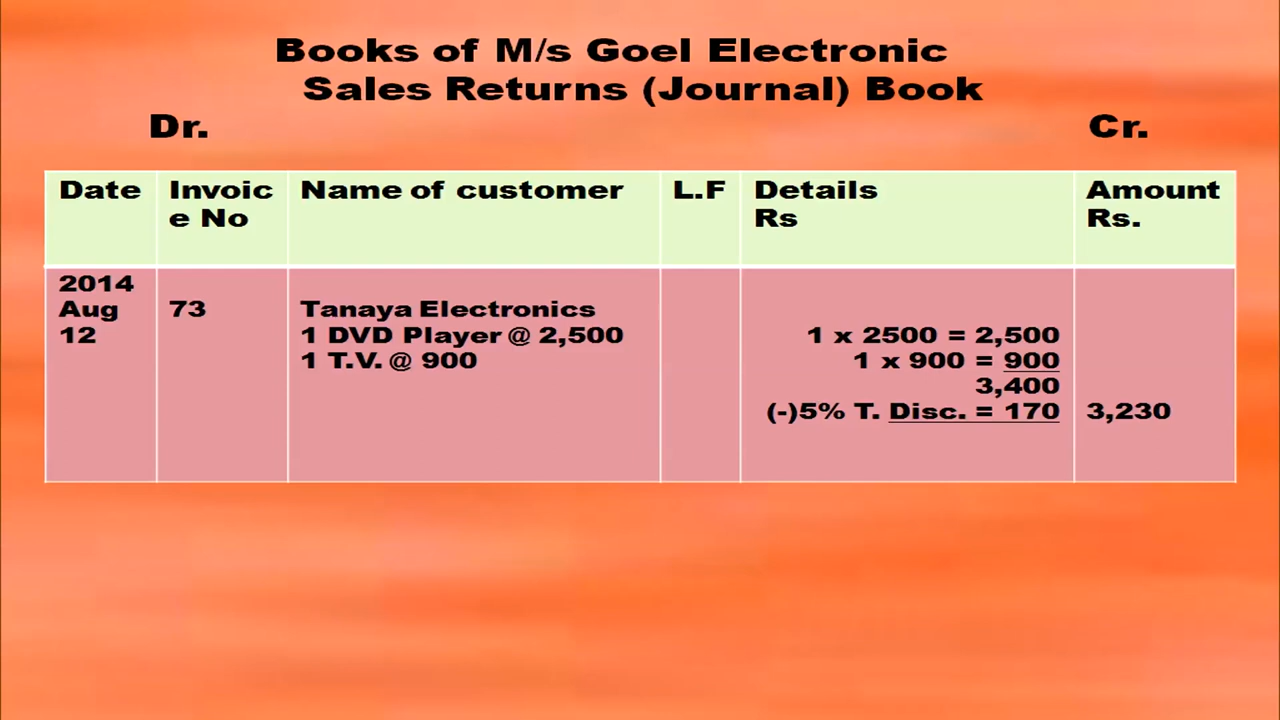 Books of M/s Goel Electronic
Sales Returns (Journal) Book
Dr. Cr.
Date
Invoic
e No
Name of customer
L.F
Details
Rs
Amount
Rs.
2014
Aug
12
73
Tanaya Electronics
1 DVD Player @ 2,500
1 T.V. @ 900
1 x 2500 = 2,500
1 x 900 = 900
3,400
(-)5% T. Disc. = 170
3,230